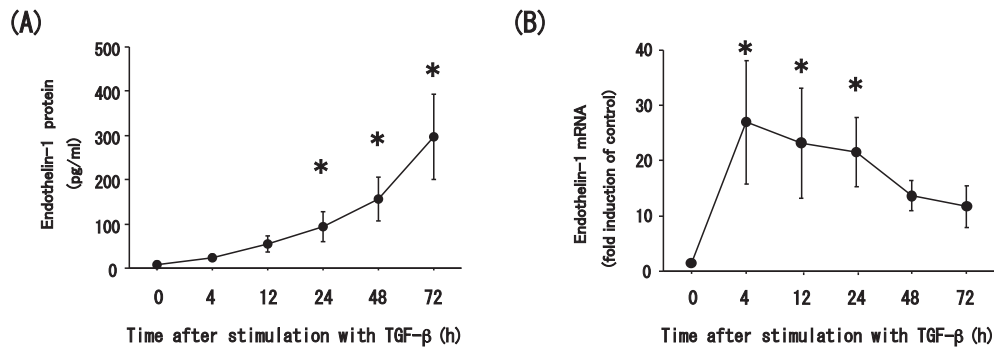 (A)
Endothelin-1 protein
(pg/ml)
500
400
300
200
100
0
*
*
*
0 4 12 24 48 72
Time after stimulation with TGF-β (h)
(B)
Endothelin-1 mRNA
(fold induction of control)
40
30
20
10
0
*
*
*
0 4 12 24 48 72
Time after stimulation with TGF-β (h)